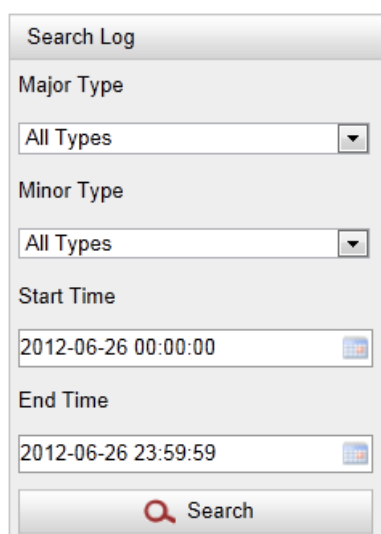 Search Log
Major Type
All Types
Minor Type
All Types
Start Time
2012-06-26 00:00:00
End Time
2012-06-26 23:59:59
Search